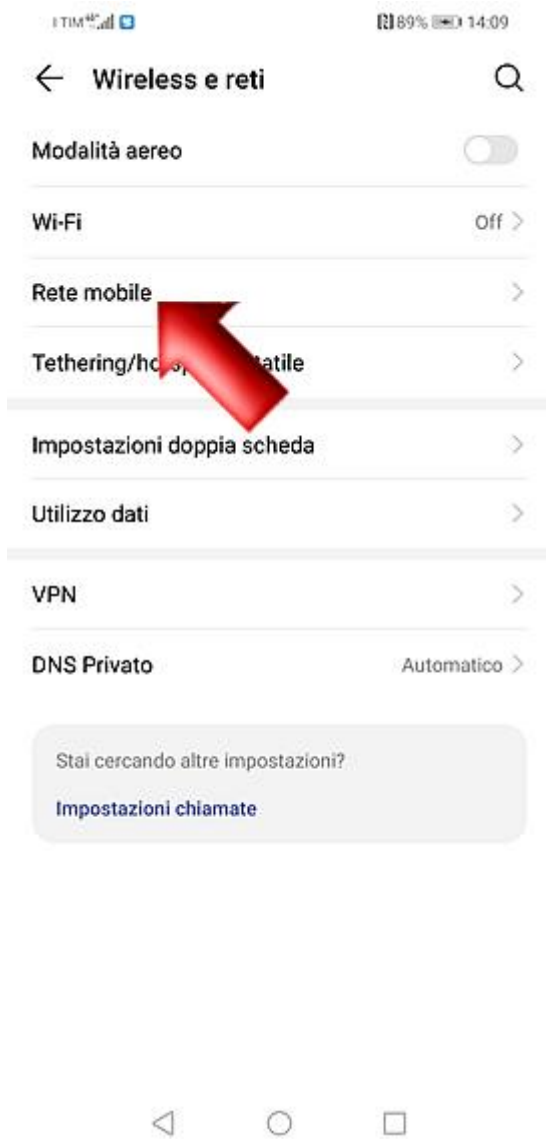 I TIM 89% 14:09
Wireless e reti
Modalità aereo
Wi-Fi Off
Rete mobile
Tethering/ho tatile
Impostazioni doppia scheda
Utilizzo dati
VPN
DNS Privato Automatico
Stai cercando altre impostazioni?
Impostazioni chiamate